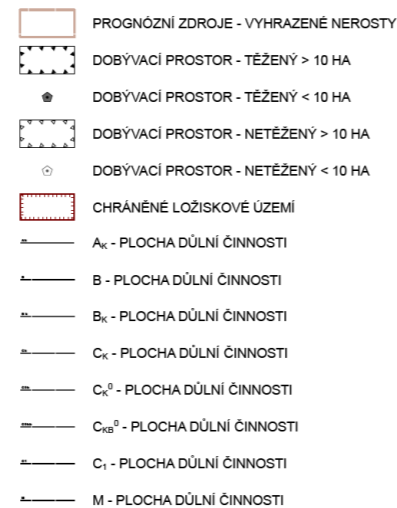 PROGNÓZNÍ ZDROJE - VYHRAZENÉ NEROSTY
DOBÝVACÍ PROSTOR - TĚŽENÝ > 10 HA
DOBÝVACÍ PROSTOR - TĚŽENÝ < 10 HA
DOBÝVACÍ PROSTOR - NETĚŽENÝ > 10 HA
DOBÝVACÍ PROSTOR - NETĚŽENÝ < 10 HA
CHRÁNĚNÉ LOŽISKOVÉ ÚZEMÍ
Aₖ - PLOCHA DŮLNÍ ČINNOSTI
B - PLOCHA DŮLNÍ ČINNOSTI
Bₖ - PLOCHA DŮLNÍ ČINNOSTI
Cₖ - PLOCHA DŮLNÍ ČINNOSTI
Cₖ⁰ - PLOCHA DŮLNÍ ČINNOSTI
C_KB⁰ - PLOCHA DŮLNÍ ČINNOSTI
C₁ - PLOCHA DŮLNÍ ČINNOSTI
M - PLOCHA DŮLNÍ ČINNOSTI